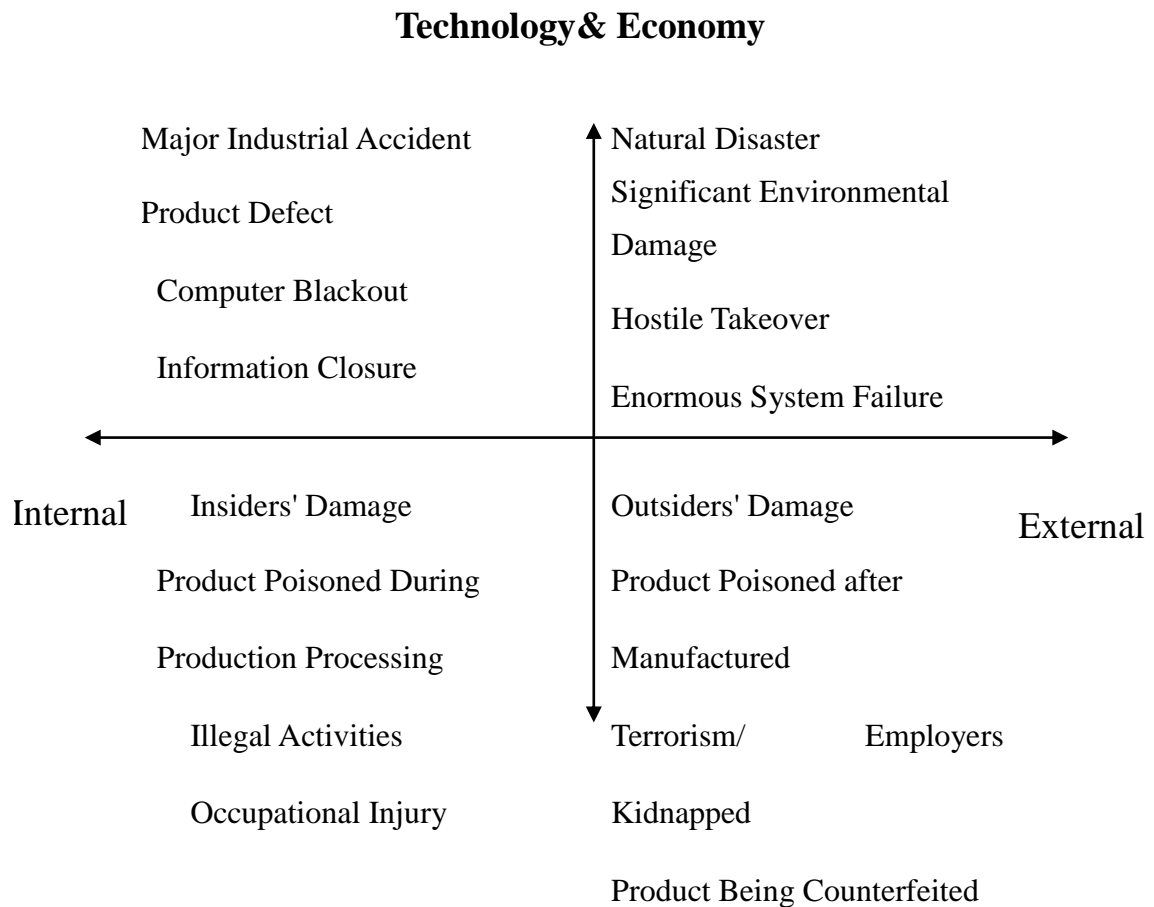 Technology& Economy
Major Industrial Accident
Product Defect
Computer Blackout
Information Closure
Natural Disaster
Significant Environmental
Damage
Hostile Takeover
Enormous System Failure
Internal
External
Insiders' Damage
Product Poisoned During
Production Processing
Illegal Activities
Occupational Injury
Outsiders' Damage
Product Poisoned after
Manufactured
Terrorism/ Employers
Kidnapped
Product Being Counterfeited